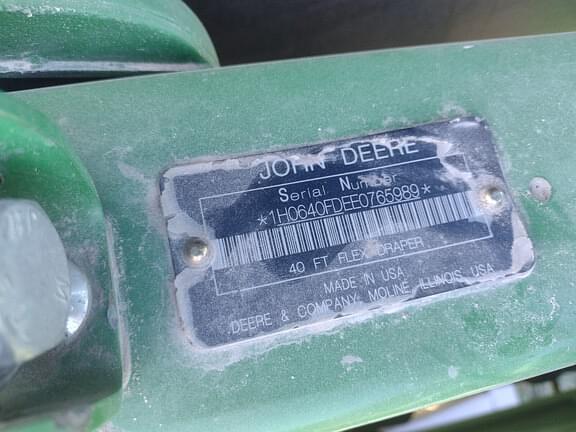 JOHN DEERE
Serial Number
*1H0640FDEE0765989*
40 FT FLEX DRAPER
MADE IN USA
DEERE & COMPANY MOLINE, ILLINOIS USA